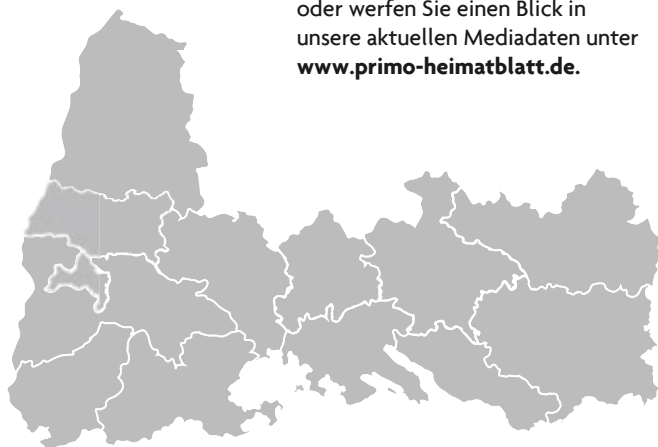 oder werfen Sie einen Blick in
unsere aktuellen Mediadaten unter
www.primo-heimatblatt.de.